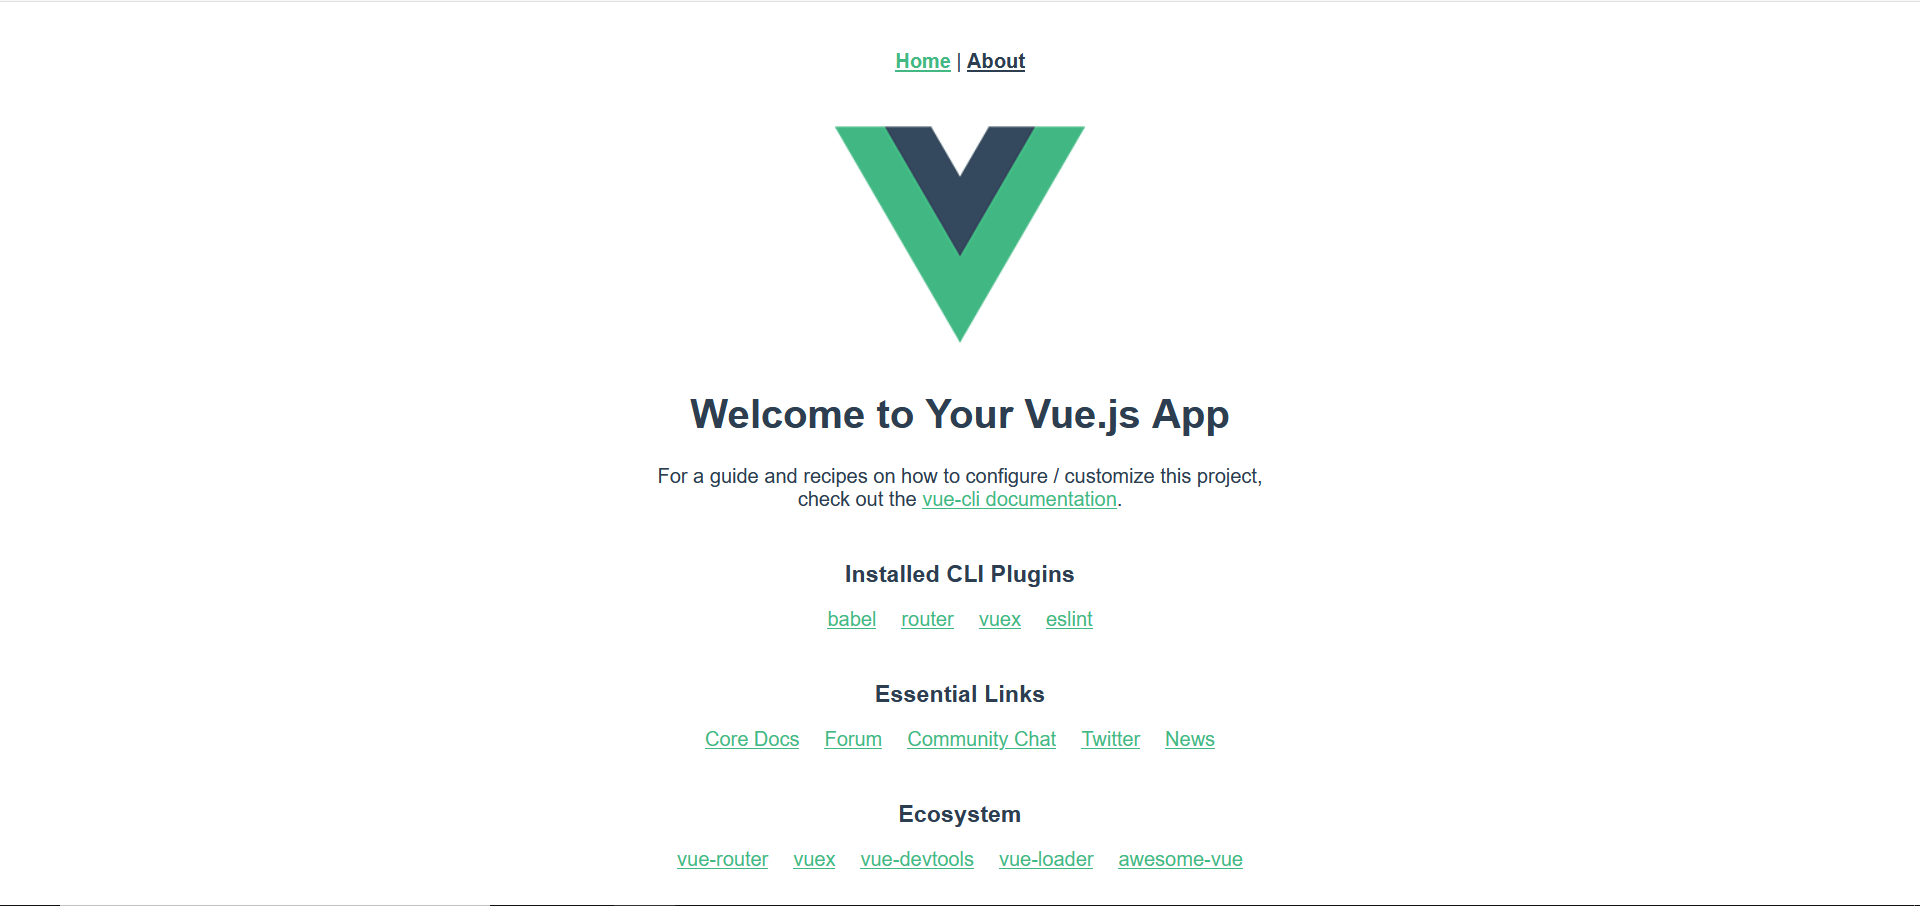 Home | About
Welcome to Your Vue.js App
For a guide and recipes on how to configure / customize this project,
check out the vue-cli documentation.
Installed CLI Plugins
babel router vuex eslint
Essential Links
Core Docs Forum Community Chat Twitter News
Ecosystem
vue-router vuex vue-devtools vue-loader awesome-vue